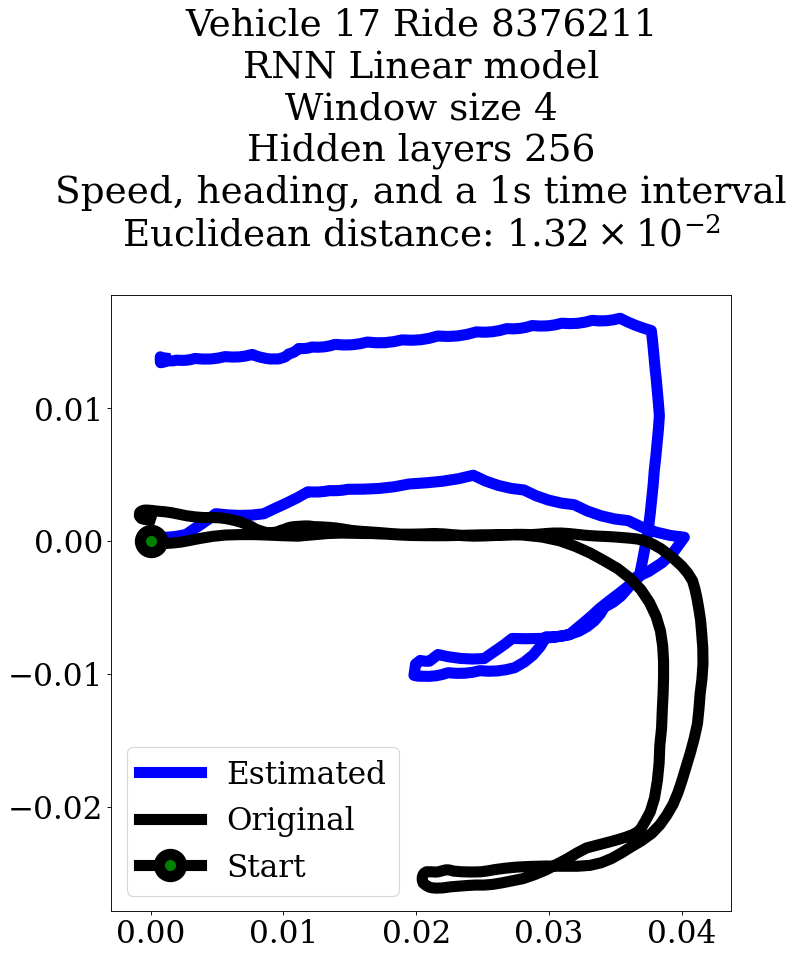 Vehicle 17 Ride 8376211
RNN Linear model
Window size 4
Hidden layers 256
Speed, heading, and a 1s time interval
Euclidean distance: 1.32 × 10⁻²
0.01
0.00
−0.01
−0.02
Estimated
Original
Start
0.00 0.01 0.02 0.03 0.04